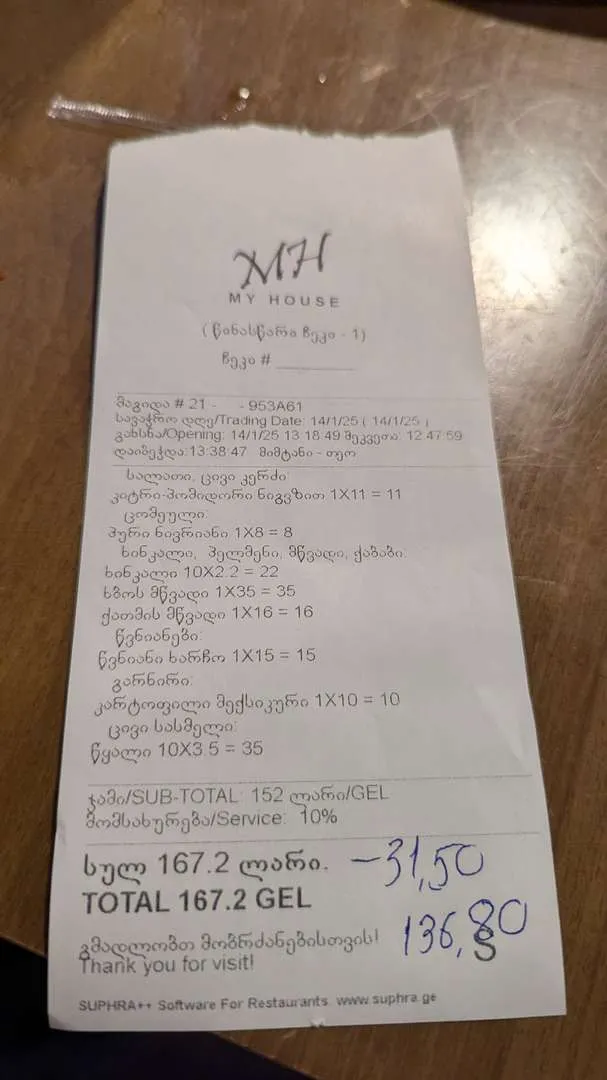 MH
MY HOUSE
(წინასწარი ჩეკი - 1)
ჩეკი # ________
მაგიდა # 21 - - 953A61
სავაჭრო დღე/Trading Date: 14/1/25 ( 14/1/25 )
გახსნა/Opening: 14/1/25 13:18:49 შეკვეთა: 12:47:59
დაიბეჭდა:13:38:47 მიმტანი - თეო
სალათი, ცივი კერძი
კიტრი-პომიდორი ნიგვზით 1X11 = 11
ცომეული:
პური ნივრიანი 1X8 = 8
ხინკალი, პელმენი, მწვადი, ქაბაბი:
ხინკალი 10X2.2 = 22
ხბოს მწვადი 1X35 = 35
ქათმის მწვადი 1X16 = 16
წვნიანები:
წვნიანი ხარჩო 1X15 = 15
გარნირი:
კარტოფილი მექსიკური 1X10 = 10
ცივი სასმელი:
წყალი 10X3.5 = 35
ჯამი/SUB-TOTAL: 152 ლარი/GEL
მომსახურება/Service: 10%
სულ 167.2 ლარი. -31,50
TOTAL 167.2 GEL
136,80
გმადლობთ მობრძანებისთვის!
Thank you for visit!
SUPHRA++ Software For Restaurants. www.suphra.ge